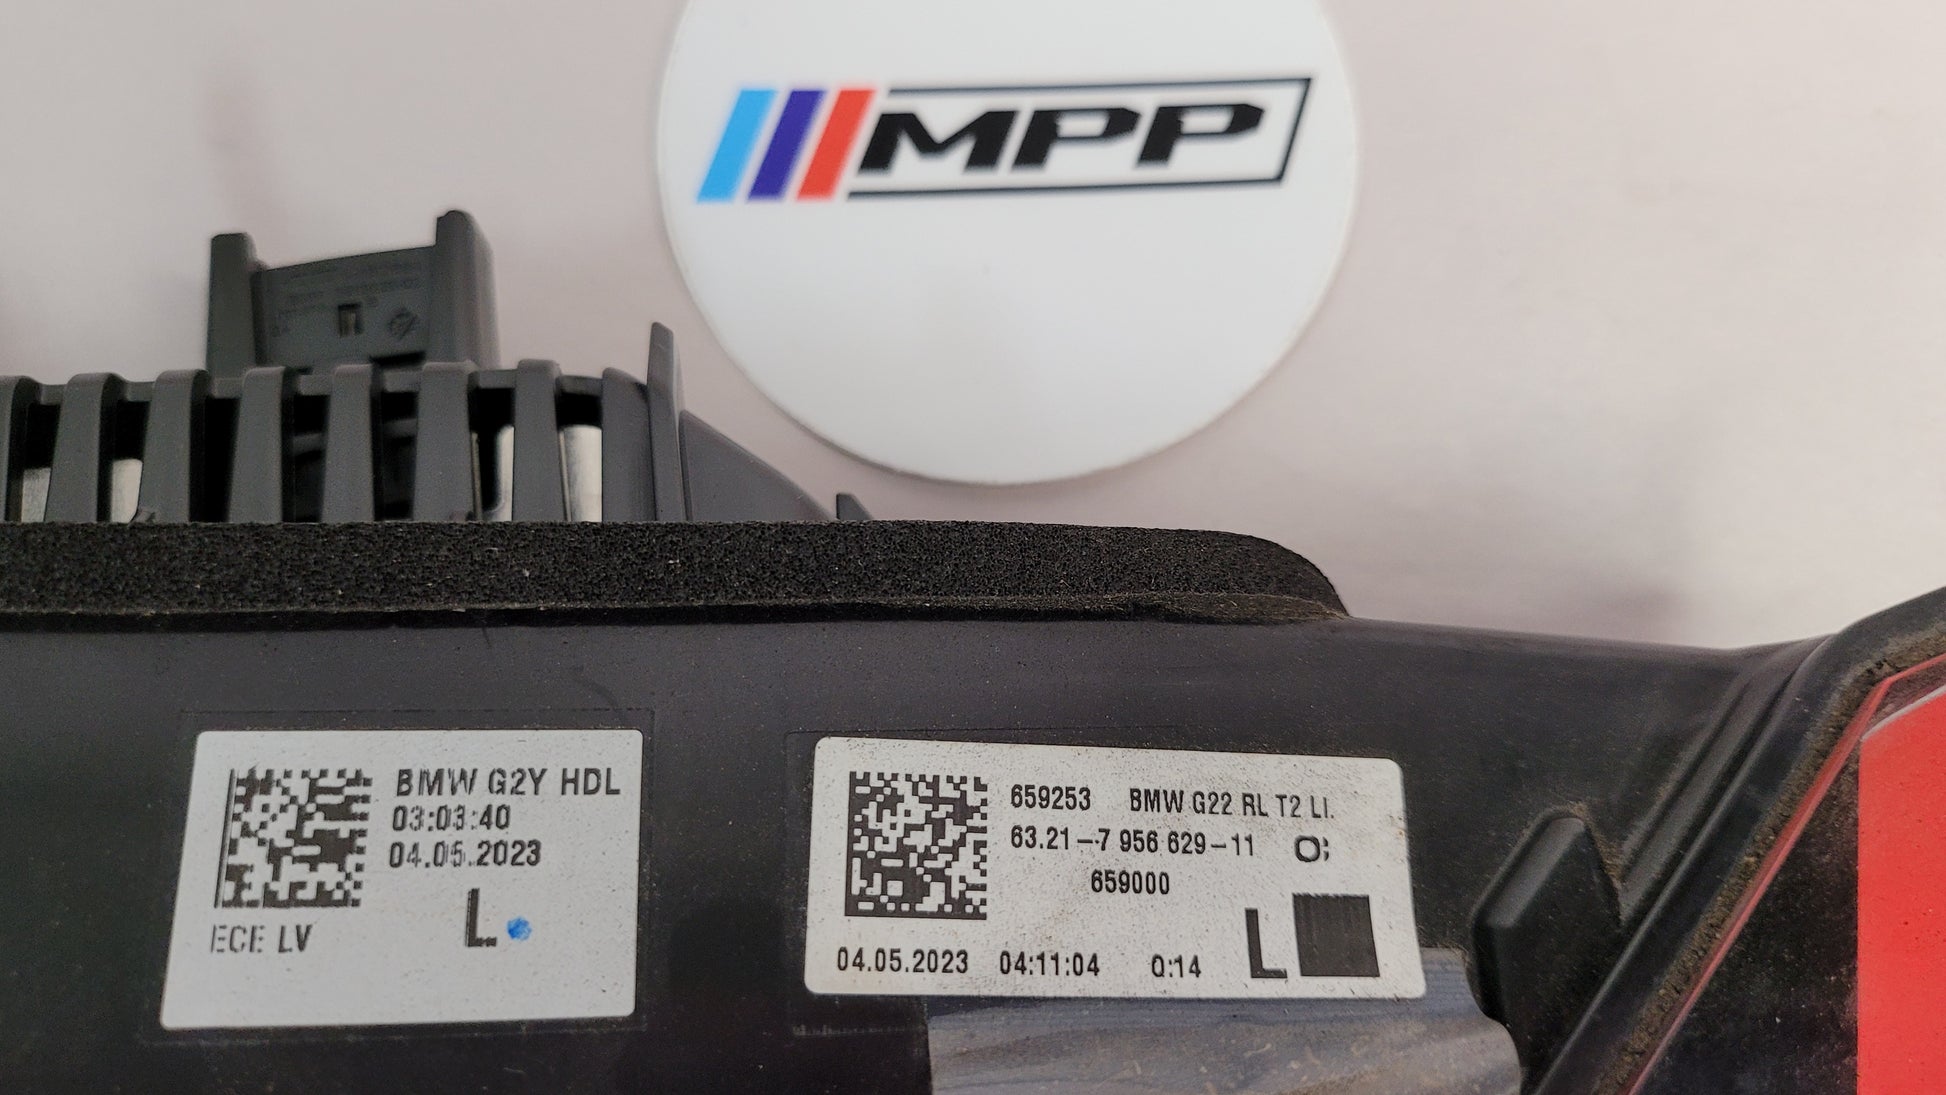 MPP
BMW G2Y HDL
03:03:40
04.05.2023
L.
ECE LV
659253 BMW G22 RL T2 LI.
63.21-7 956 629-11 O;
659000
L
04.05.2023 04:11:04 Q:14